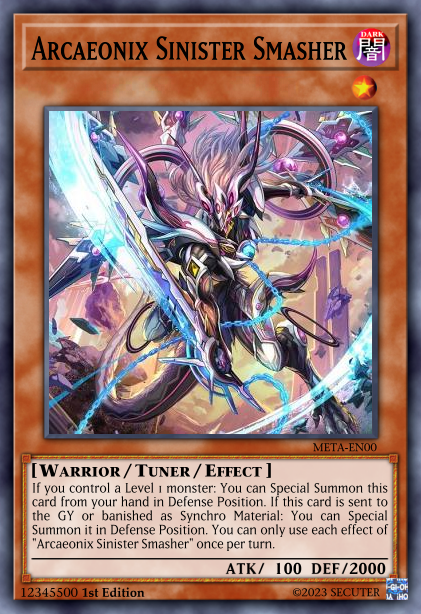 ARCAEONIX SINISTER SMASHER
DARK
闇
META-EN00
[WARRIOR/TUNER/EFFECT]
If you control a Level 1 monster: You can Special Summon this
card from your hand in Defense Position. If this card is sent to
the GY or banished as Synchro Material: You can Special
Summon it in Defense Position. You can only use each effect of
"Arcaeonix Sinister Smasher" once per turn.
ATK/ 100 DEF/2000
12345500 1st Edition
©2023 SECUTER